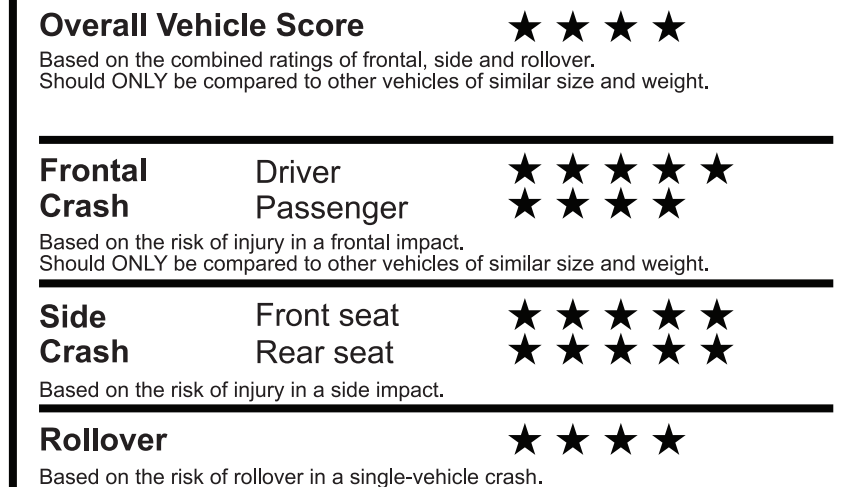 Overall Vehicle Score ★ ★ ★ ★
Based on the combined ratings of frontal, side and rollover.
Should ONLY be compared to other vehicles of similar size and weight.
Frontal Driver ★ ★ ★ ★ ★
Crash Passenger ★ ★ ★ ★
Based on the risk of injury in a frontal impact.
Should ONLY be compared to other vehicles of similar size and weight.
Side Front seat ★ ★ ★ ★ ★
Crash Rear seat ★ ★ ★ ★ ★
Based on the risk of injury in a side impact.
Rollover ★ ★ ★ ★
Based on the risk of rollover in a single-vehicle crash.